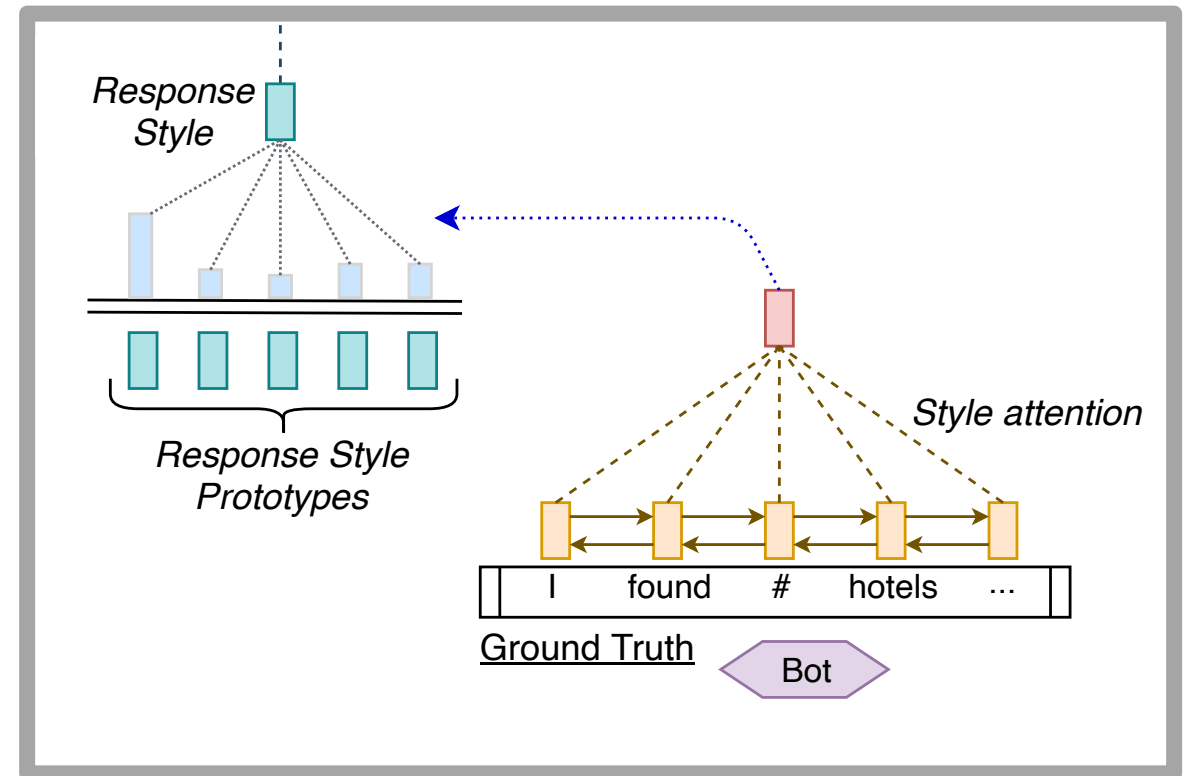 Response
Style
Response Style
Prototypes
Style attention
I found # hotels ...
Ground Truth
Bot